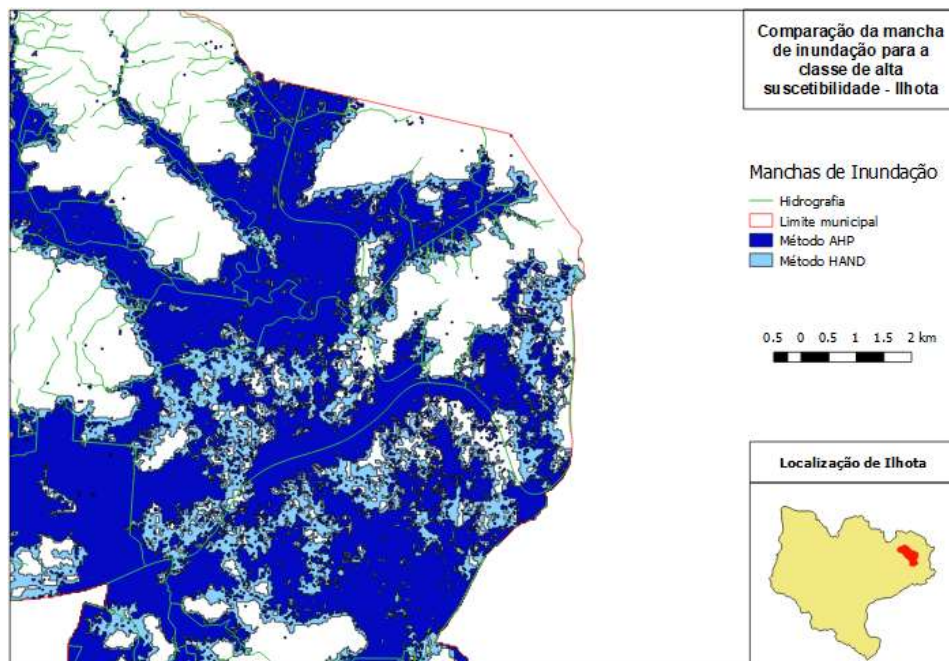 Comparação da mancha
de inundação para a
classe de alta
suscetibilidade - Ilhota
Manchas de Inundação
Hidrografia
Limite municipal
Método AHP
Método HAND
0.5 0 0.5 1 1.5 2 km
Localização de Ilhota